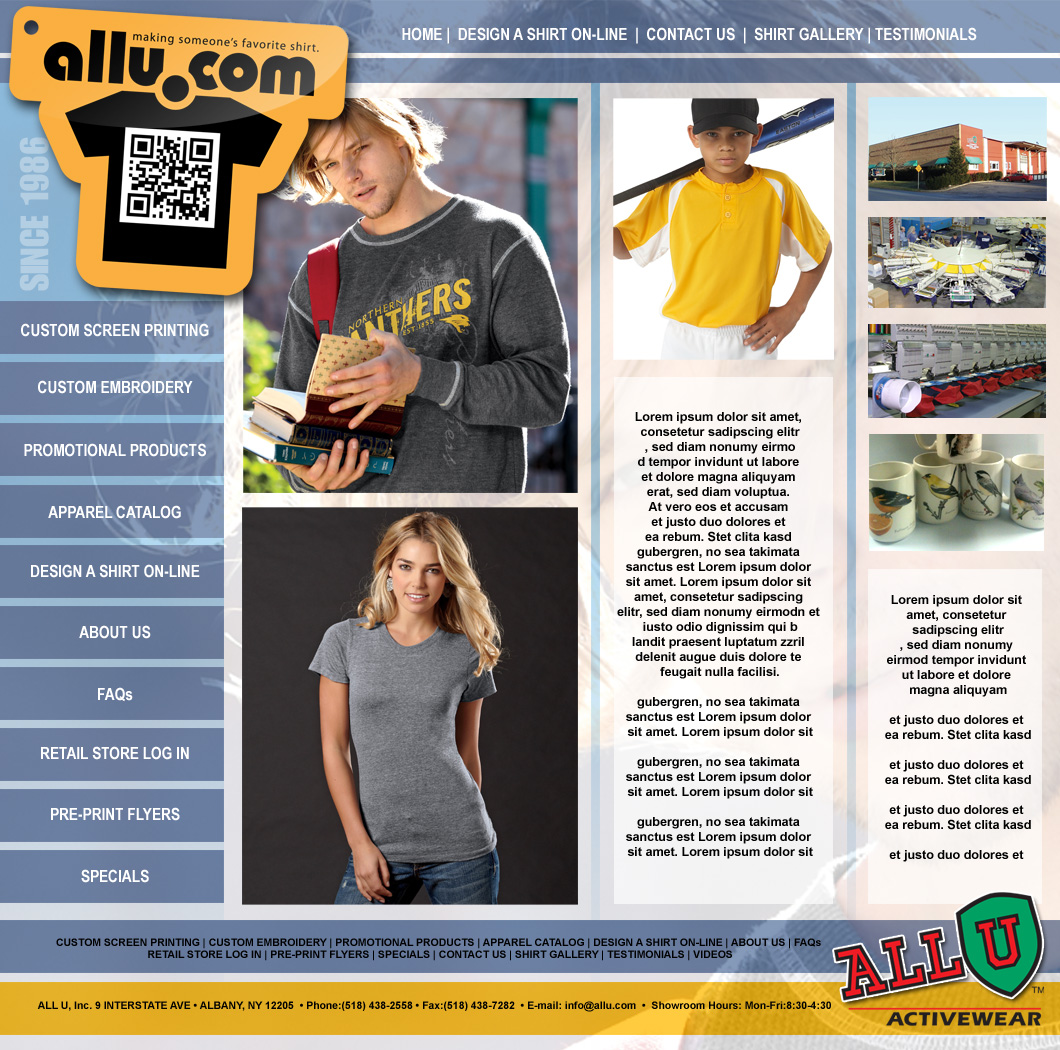 making someone's favorite shirt.
allu.com
SINCE 1986
HOME | DESIGN A SHIRT ON-LINE | CONTACT US | SHIRT GALLERY | TESTIMONIALS
CUSTOM SCREEN PRINTING
CUSTOM EMBROIDERY
PROMOTIONAL PRODUCTS
APPAREL CATALOG
DESIGN A SHIRT ON-LINE
ABOUT US
FAQs
RETAIL STORE LOG IN
PRE-PRINT FLYERS
SPECIALS
NORTHERN
ANTHERS
EST. 1855
Lorem ipsum dolor sit amet,
consetetur sadipscing elitr
, sed diam nonumy eirmo
d tempor invidunt ut labore
et dolore magna aliquyam
erat, sed diam voluptua.
At vero eos et accusam
et justo duo dolores et
ea rebum. Stet clita kasd
gubergren, no sea takimata
sanctus est Lorem ipsum dolor
sit amet. Lorem ipsum dolor sit
amet, consetetur sadipscing
elitr, sed diam nonumy eirmodn et
iusto odio dignissim qui b
landit praesent luptatum zzril
delenit augue duis dolore te
feugait nulla facilisi.
gubergren, no sea takimata
sanctus est Lorem ipsum dolor
sit amet. Lorem ipsum dolor sit
gubergren, no sea takimata
sanctus est Lorem ipsum dolor
sit amet. Lorem ipsum dolor sit
gubergren, no sea takimata
sanctus est Lorem ipsum dolor
sit amet. Lorem ipsum dolor sit
Lorem ipsum dolor sit
amet, consetetur
sadipscing elitr
, sed diam nonumy
eirmod tempor invidunt
ut labore et dolore
magna aliquyam
et justo duo dolores et
ea rebum. Stet clita kasd
et justo duo dolores et
ea rebum. Stet clita kasd
et justo duo dolores et
ea rebum. Stet clita kasd
et justo duo dolores et
CUSTOM SCREEN PRINTING | CUSTOM EMBROIDERY | PROMOTIONAL PRODUCTS | APPAREL CATALOG | DESIGN A SHIRT ON-LINE | ABOUT US | FAQs
RETAIL STORE LOG IN | PRE-PRINT FLYERS | SPECIALS | CONTACT US | SHIRT GALLERY | TESTIMONIALS | VIDEOS
ALL U, Inc. 9 INTERSTATE AVE • ALBANY, NY 12205 • Phone:(518) 438-2558 • Fax:(518) 438-7282 • E-mail: info@allu.com • Showroom Hours: Mon-Fri:8:30-4:30
ALL U
TM
ACTIVEWEAR